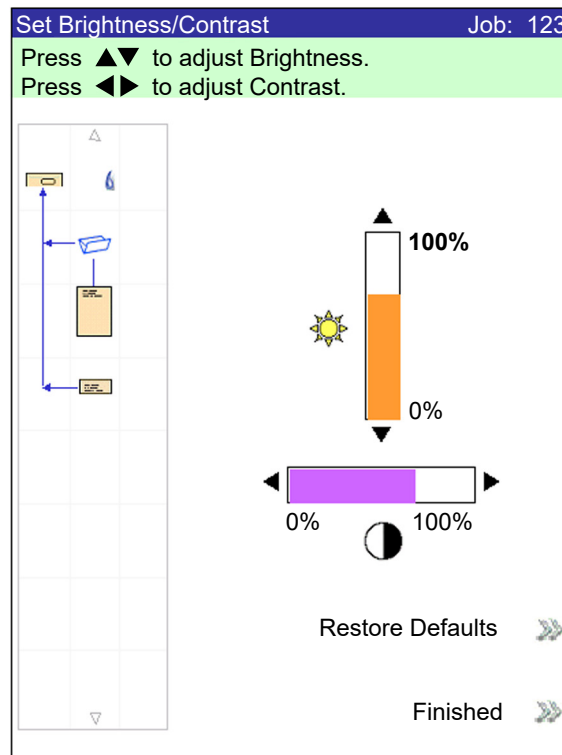 Set Brightness/Contrast Job: 123
Press ▲▼ to adjust Brightness.
Press ◀▶ to adjust Contrast.
100%
0%
0% 100%
Restore Defaults
Finished